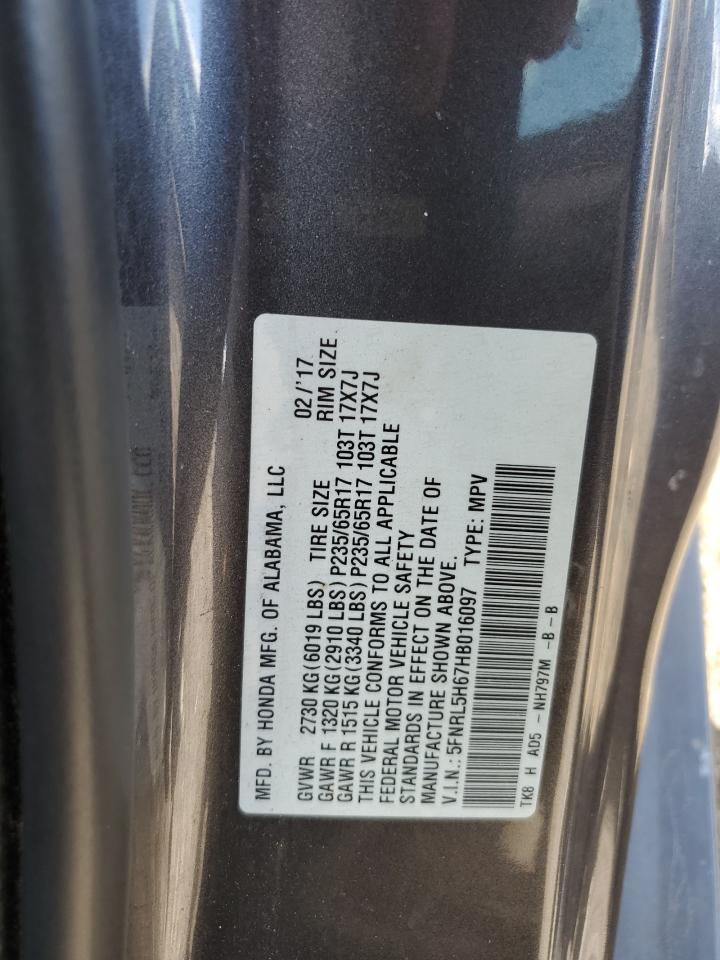 MFD. BY HONDA MFG. OF ALABAMA, LLC 02/'17
GVWR 2730 KG(6019 LBS) TIRE SIZE RIM SIZE
GAWR F 1320 KG(2910 LBS) P235/65R17 103T 17X7J
GAWR R 1515 KG(3340 LBS) P235/65R17 103T 17X7J
THIS VEHICLE CONFORMS TO ALL APPLICABLE
FEDERAL MOTOR VEHICLE SAFETY
STANDARDS IN EFFECT ON THE DATE OF
MANUFACTURE SHOWN ABOVE.
V.I.N.: 5FNRL5H67HB016097 TYPE: MPV
TK8 H AD5 - NH797M -B-B